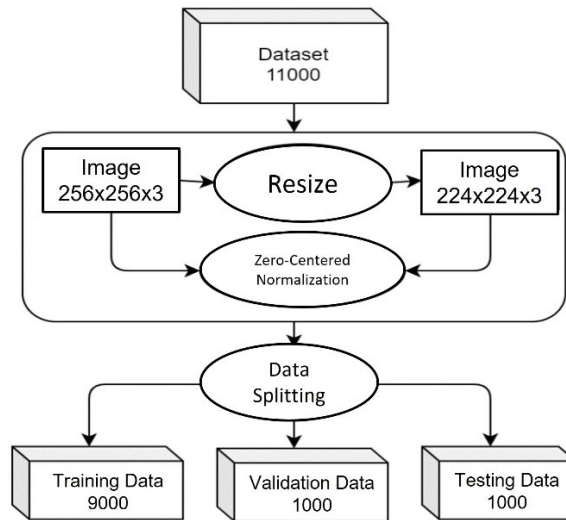 Dataset
11000
Image
256x256x3
Resize
Image
224x224x3
Zero-Centered
Normalization
Data
Splitting
Training Data
9000
Validation Data
1000
Testing Data
1000